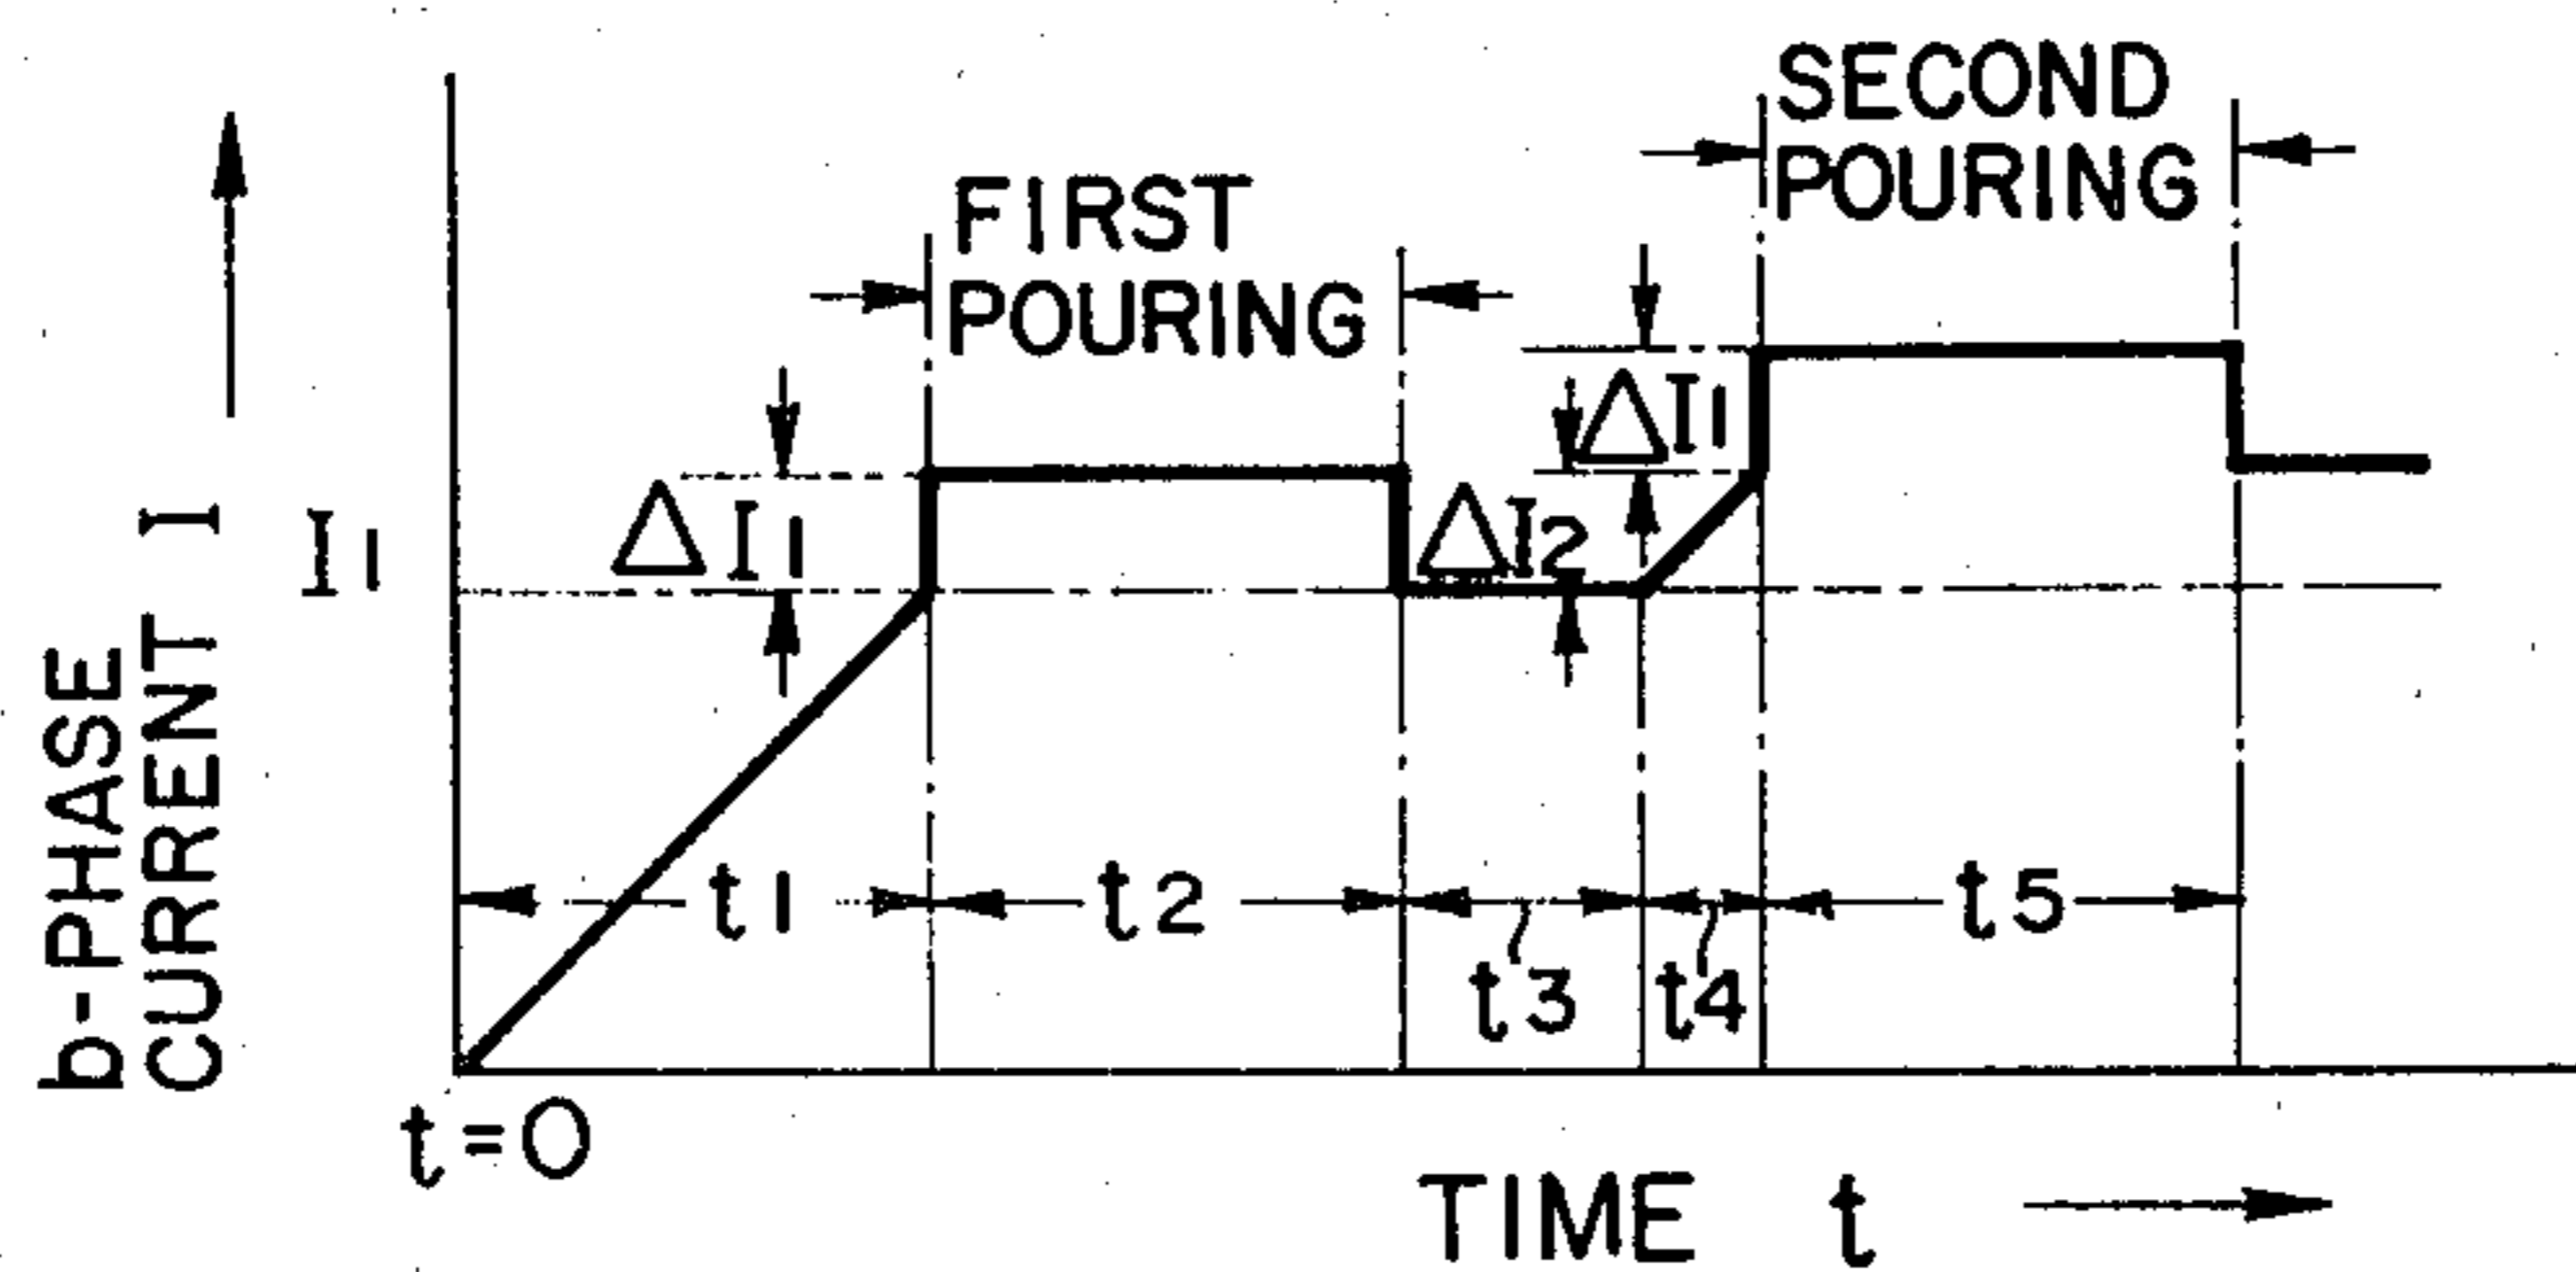 SECOND
POURING
FIRST
POURING
ΔI1
ΔI1
ΔI2
I1
b-PHASE
CURRENT I
t1
t2
t3
t4
t5
t=0
TIME t